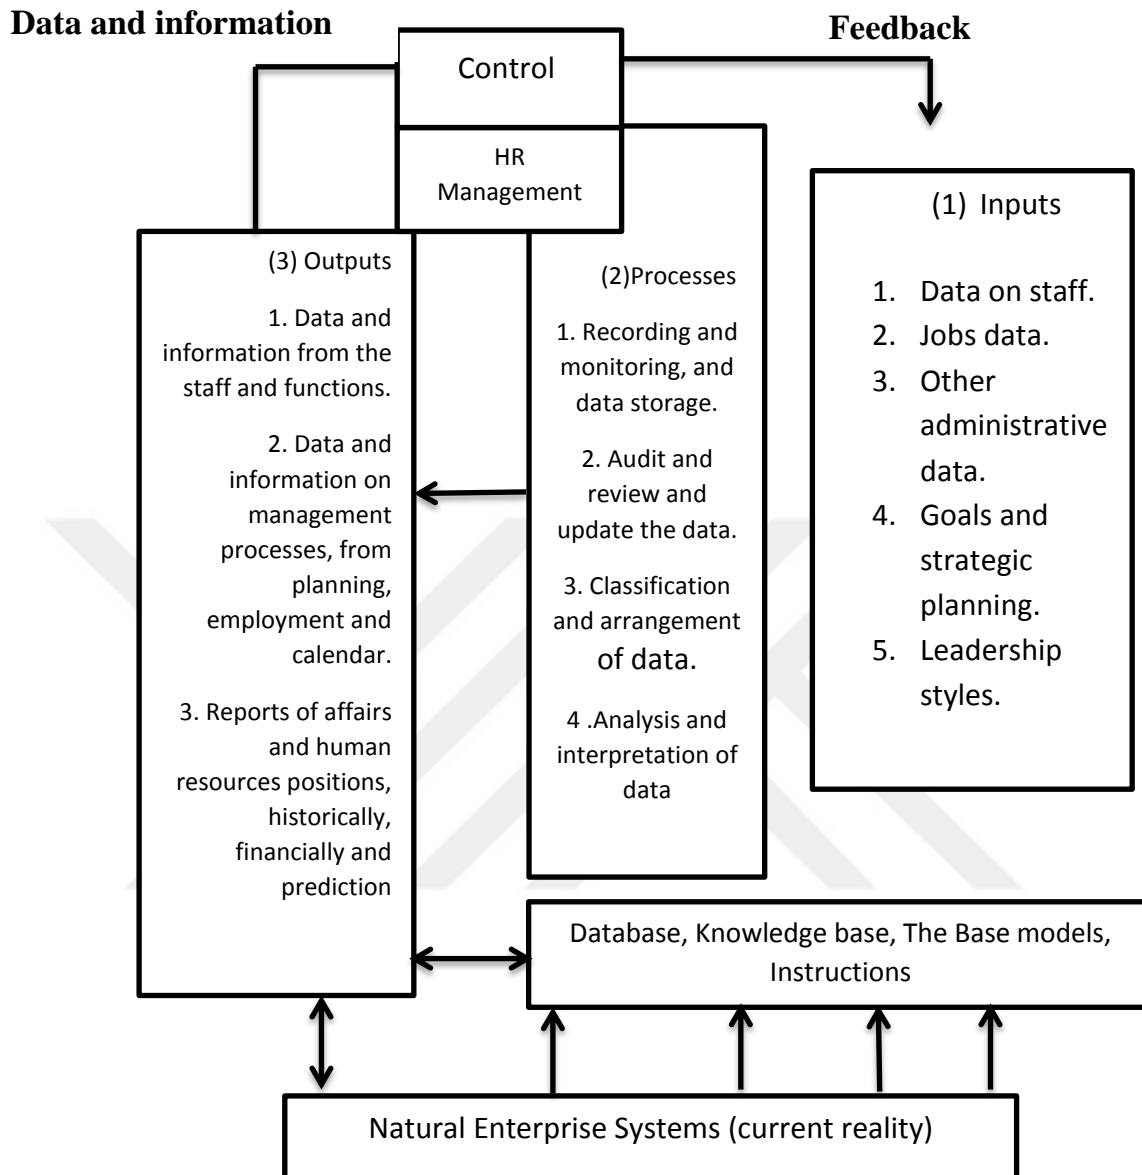 Data and information
Feedback
Control
HR
Management
(1) Inputs
1. Data on staff.
2. Jobs data.
3. Other
administrative
data.
4. Goals and
strategic
planning.
5. Leadership
styles.
(2)Processes
1. Recording and
monitoring, and
data storage.
2. Audit and
review and
update the data.
3. Classification
and arrangement
of data.
4 .Analysis and
interpretation of
data
(3) Outputs
1. Data and
information from the
staff and functions.
2. Data and
information on
management
processes, from
planning,
employment and
calendar.
3. Reports of affairs
and human
resources positions,
historically,
financially and
prediction
Database, Knowledge base, The Base models,
Instructions
Natural Enterprise Systems (current reality)